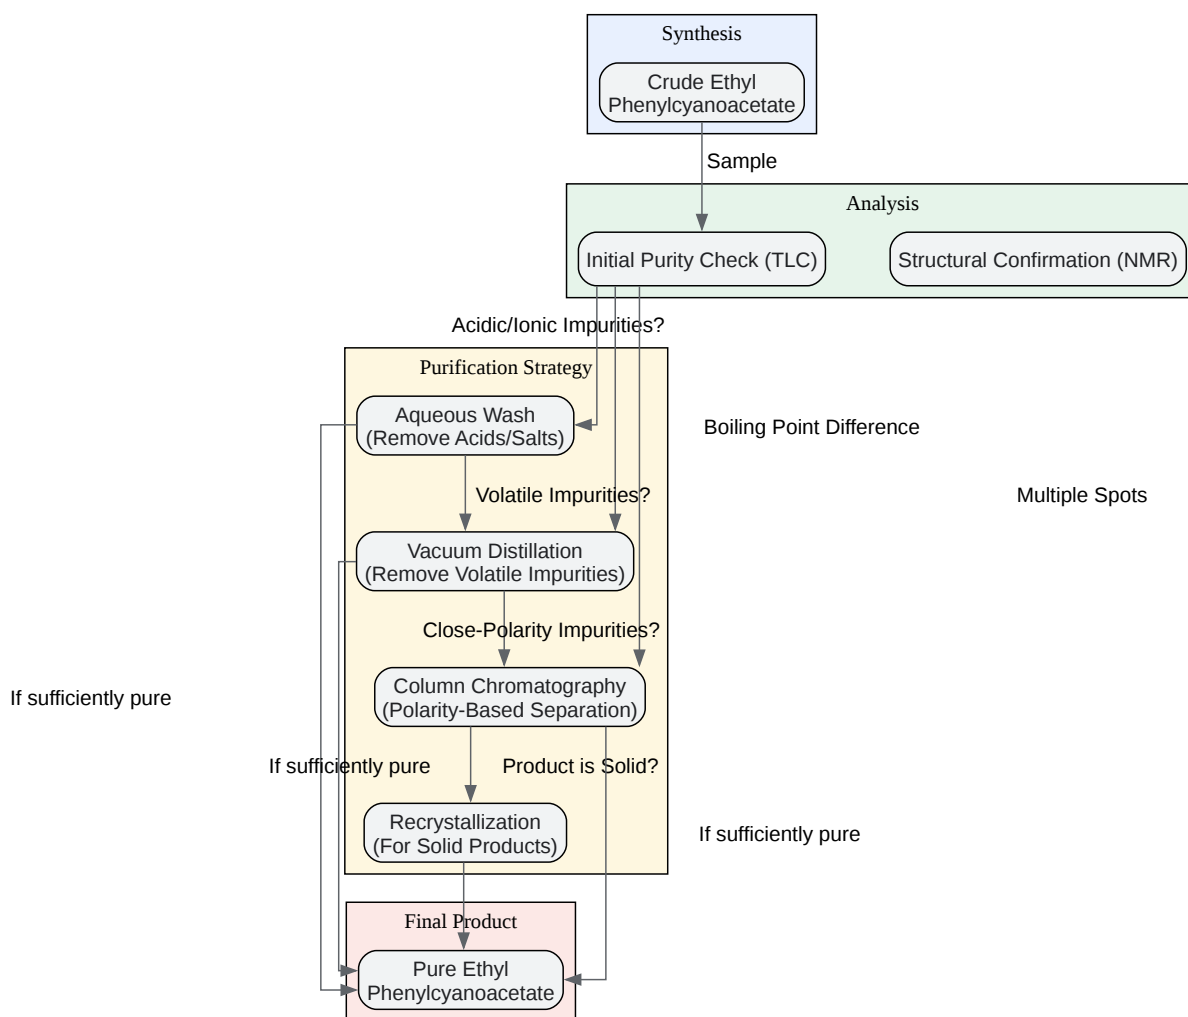 Synthesis
Crude Ethyl
Phenylcyanoacetate
Sample
Analysis
Initial Purity Check (TLC)
Structural Confirmation (NMR)
Acidic/Ionic Impurities?
Purification Strategy
Aqueous Wash
(Remove Acids/Salts)
Boiling Point Difference
Volatile Impurities?
Multiple Spots
Vacuum Distillation
(Remove Volatile Impurities)
Close-Polarity Impurities?
Column Chromatography
(Polarity-Based Separation)
If sufficiently pure
If sufficiently pure
Product is Solid?
Recrystallization
(For Solid Products)
If sufficiently pure
Final Product
Pure Ethyl
Phenylcyanoacetate